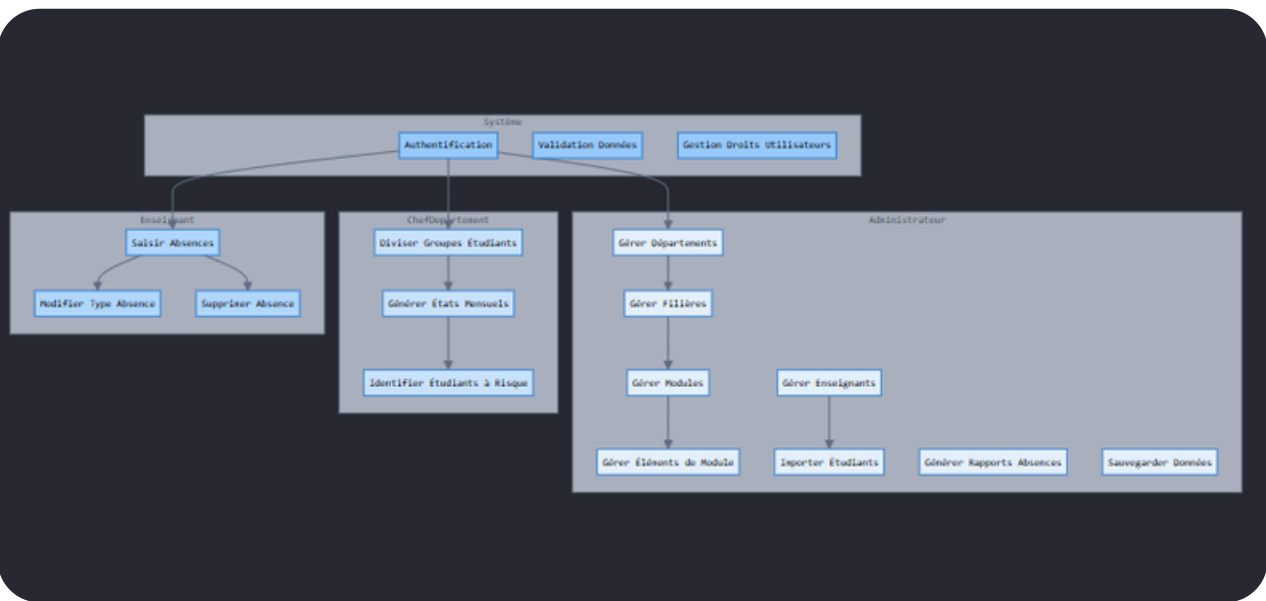 Système
Authentification
Validation Données
Gestion Droits Utilisateurs
Enseignant
Saisir Absences
Modifier Type Absence
Supprimer Absence
ChefDepartement
Diviser Groupes Étudiants
Générer États Mensuels
Identifier Étudiants à Risque
Administrateur
Gérer Départements
Gérer Filières
Gérer Modules
Gérer Enseignants
Gérer Éléments de Module
Importer Étudiants
Générer Rapports Absences
Sauvegarder Données